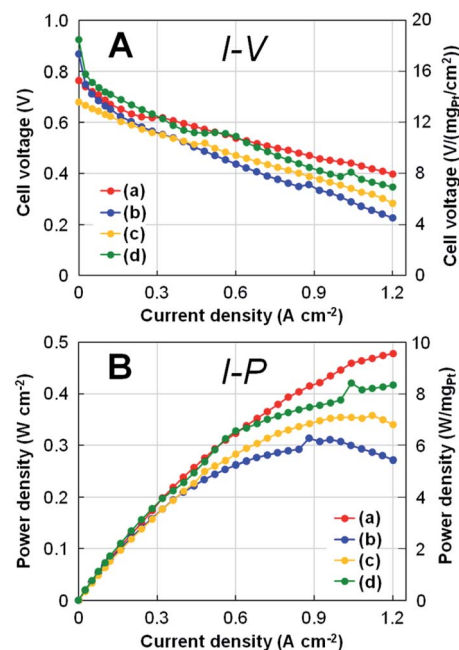 A I-V
Cell voltage (V)
1.0
0.8
0.6
0.4
0.2
0
20
16
12
8
4
0
Cell voltage (V/(mgPt/cm²))
(a)
(b)
(c)
(d)
0 0.3 0.6 0.9 1.2
Current density (A cm-2)
B I-P
Power density (W cm-2)
0.5
0.4
0.3
0.2
0.1
0
10
8
6
4
2
0
Power density (W/mgPt)
(a)
(b)
(c)
(d)
0 0.3 0.6 0.9 1.2
Current density (A cm-2)